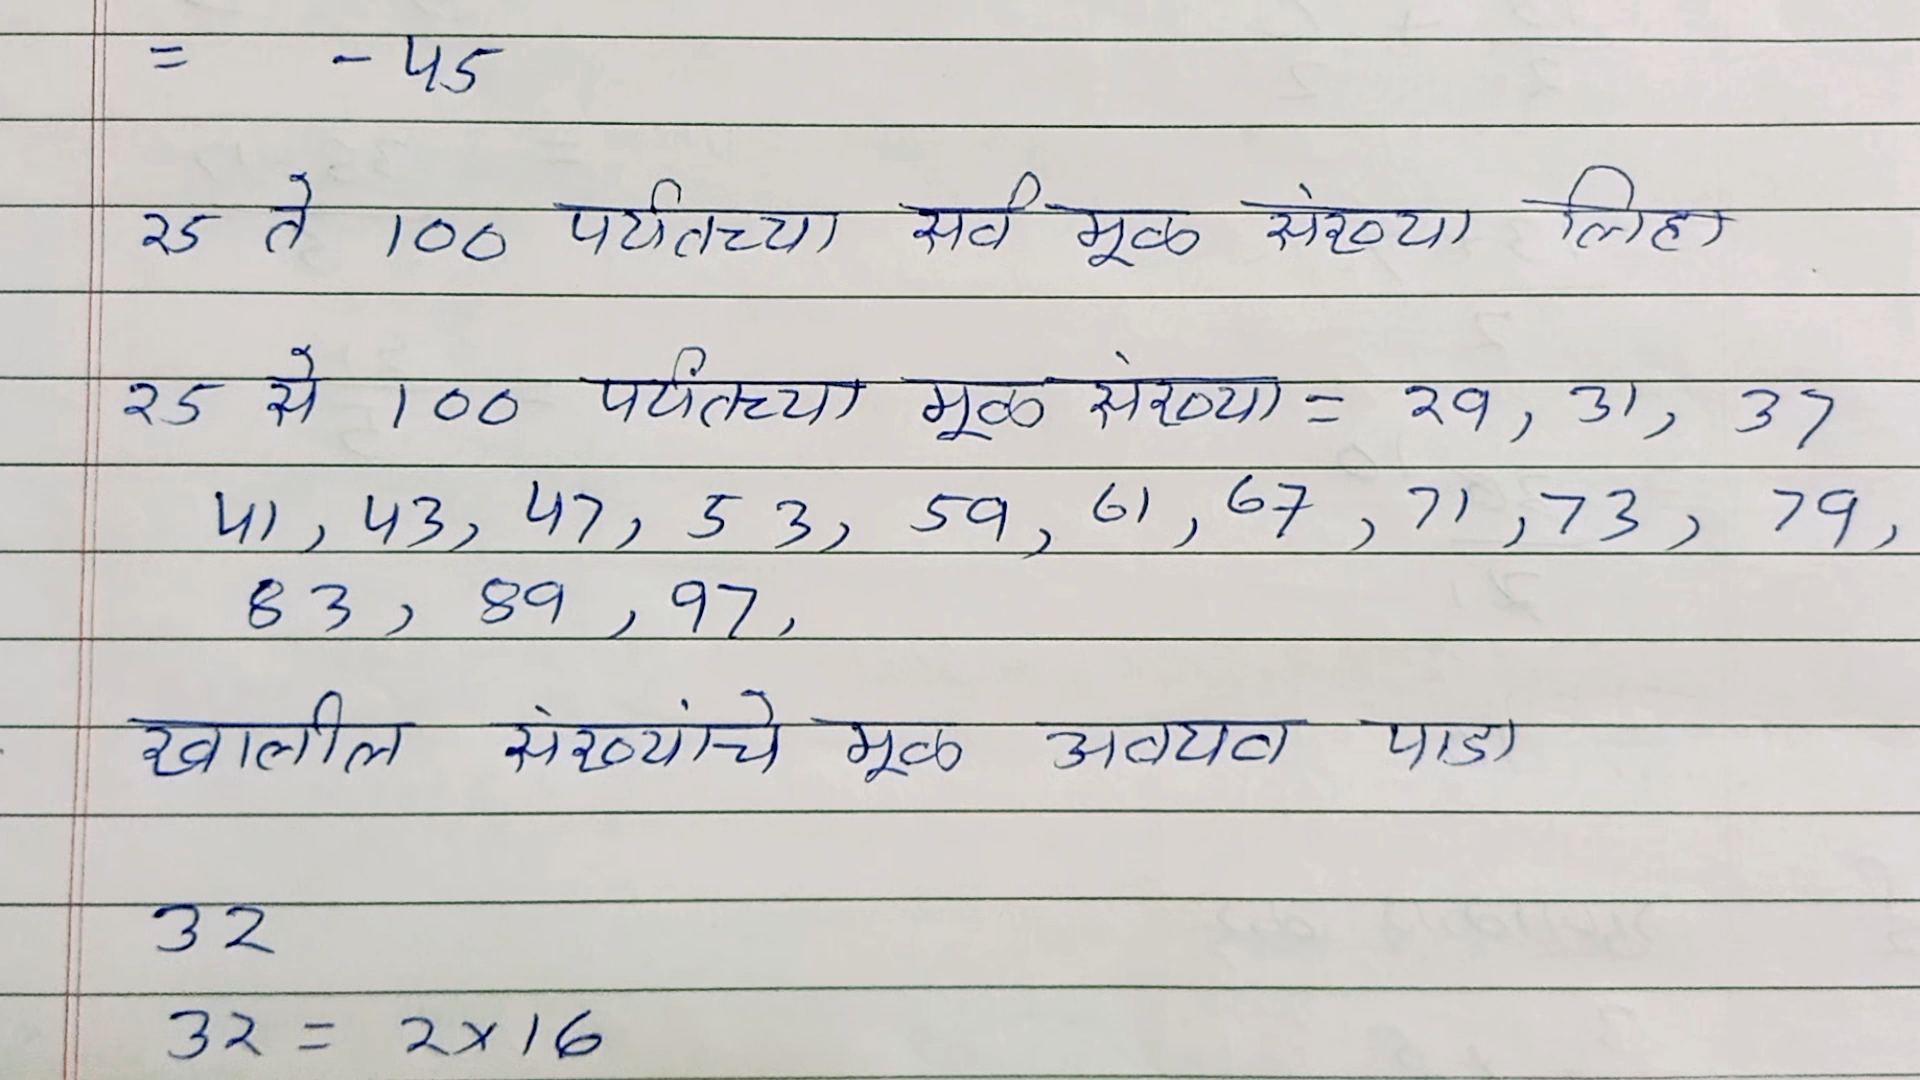 = - 45
25 ते 100 पर्यंतच्या सर्व मूळ संख्या लिहा
25 से 100 पर्यंतच्या मूळ संख्या = 29, 31, 37
41, 43, 47, 53, 59, 61, 67, 71, 73, 79,
83, 89, 97,
खालील संख्यांचे मूळ अवयव पाडा
32
32 = 2 × 16